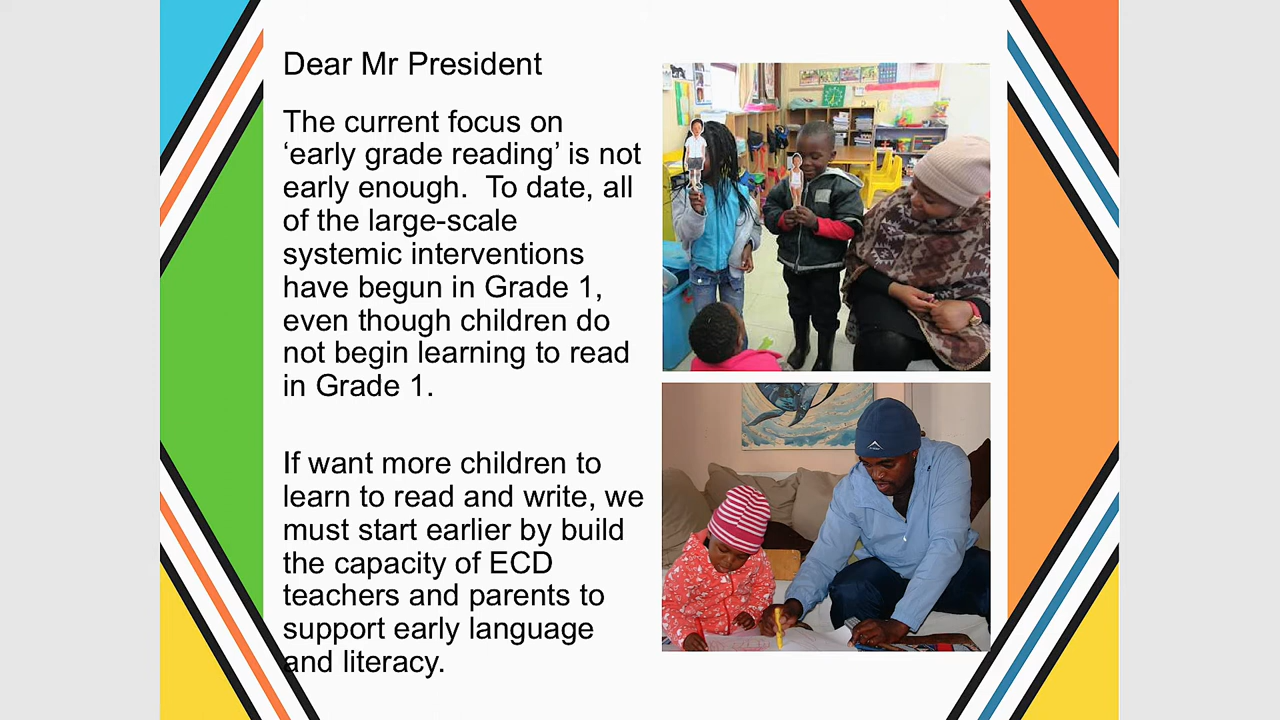 Dear Mr President
The current focus on
‘early grade reading’ is not
early enough.  To date, all
of the large-scale
systemic interventions
have begun in Grade 1,
even though children do
not begin learning to read
in Grade 1.
If want more children to
learn to read and write, we
must start earlier by build
the capacity of ECD
teachers and parents to
support early language
and literacy.